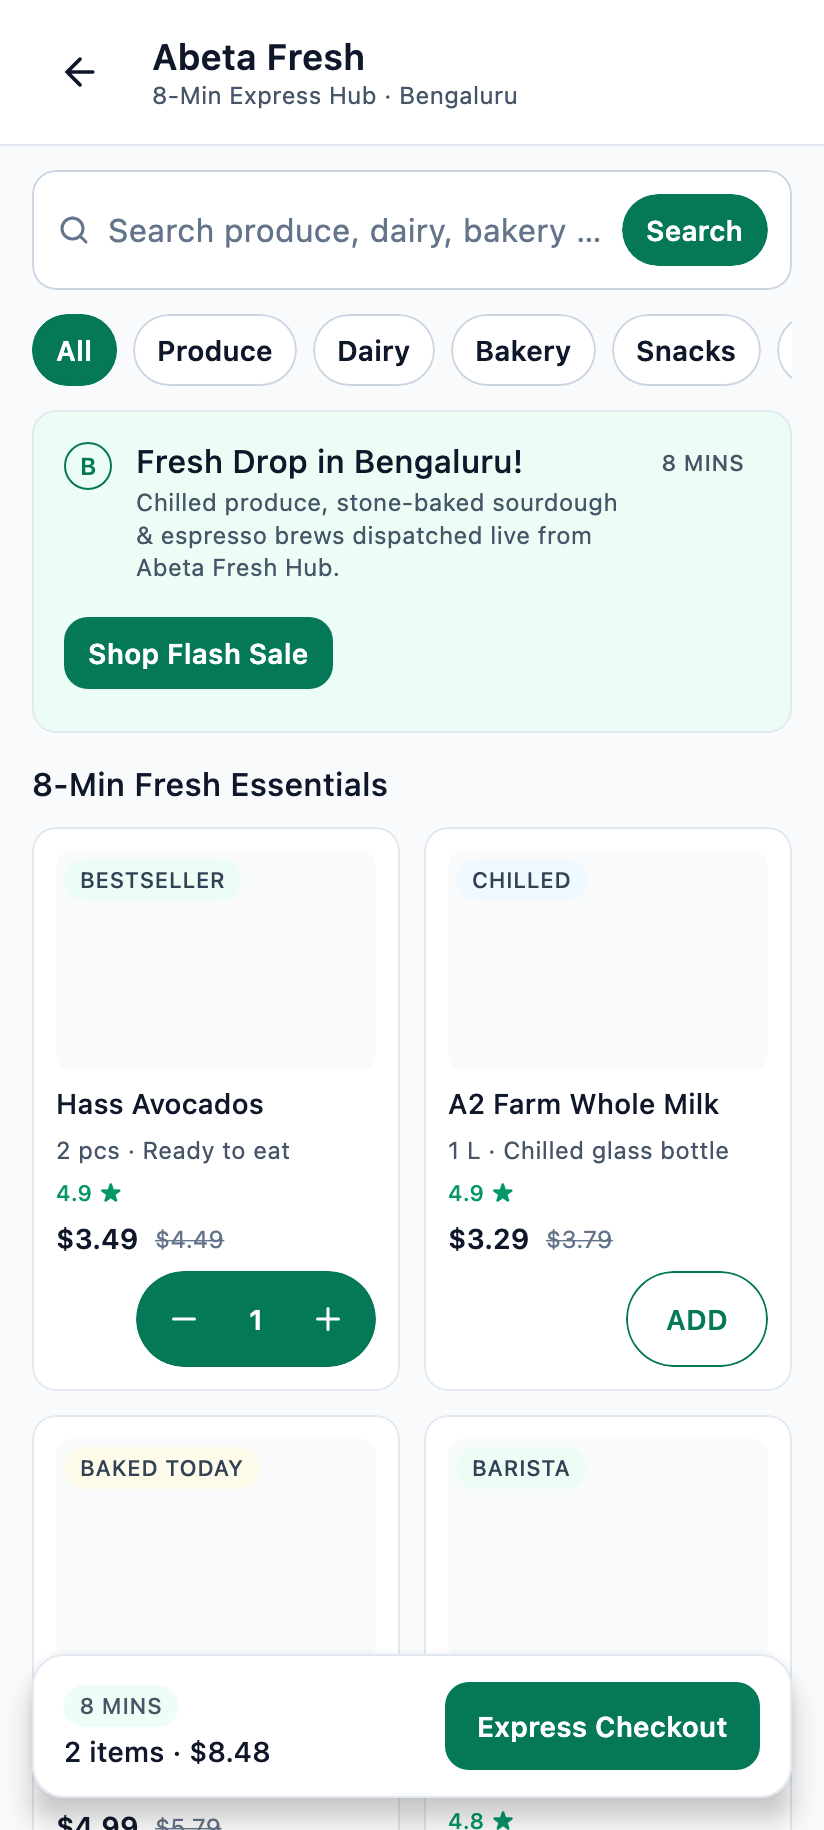 Abeta Fresh
8-Min Express Hub · Bengaluru
Search produce, dairy, bakery ...
Search
All
Produce
Dairy
Bakery
Snacks
B
Fresh Drop in Bengaluru!
8 MINS
Chilled produce, stone-baked sourdough
& espresso brews dispatched live from
Abeta Fresh Hub.
Shop Flash Sale
8-Min Fresh Essentials
BESTSELLER
Hass Avocados
2 pcs · Ready to eat
4.9 ★
$3.49 $4.49
− 1 +
CHILLED
A2 Farm Whole Milk
1 L · Chilled glass bottle
4.9 ★
$3.29 $3.79
ADD
BAKED TODAY
BARISTA
8 MINS
2 items · $8.48
Express Checkout
$4.99 $5.79
4.8 ★